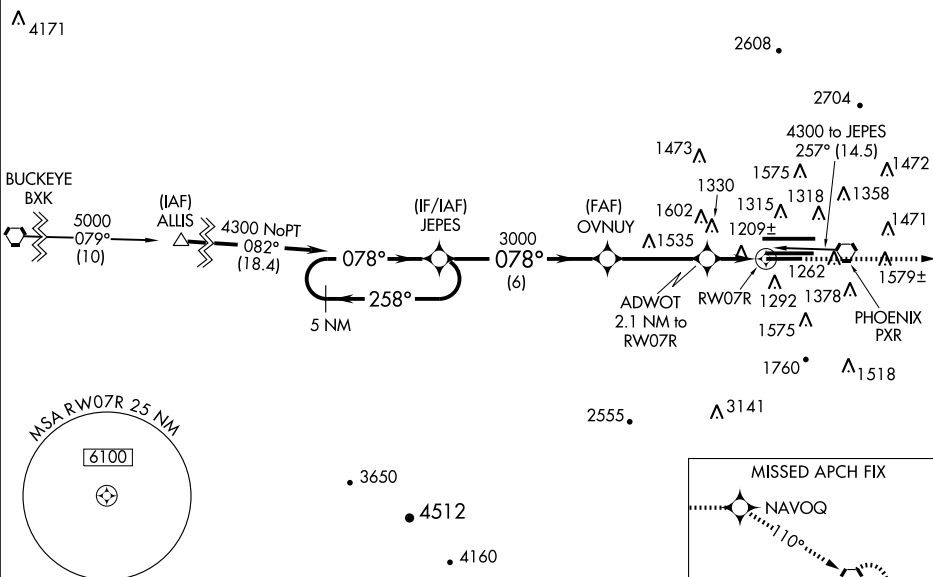 4171
2608
2704
4300 to JEPES
257° (14.5)
1473
1575
1472
BUCKEYE
BXK
5000
079°
(10)
(IAF)
ALLIS
4300 NoPT
082°
(18.4)
(IF/IAF)
JEPES
3000
078°
(6)
(FAF)
OVNUY
1330
1602
1535
1315
1318
1358
1209±
1471
078°
258°
5 NM
ADWOT
2.1 NM to
RW07R
RW07R
1262
1292
1378
1579±
PHOENIX
PXR
1575
1760
1518
2555
3141
MSA RW07R 25 NM
6100
3650
4512
4160
MISSED APCH FIX
NAVOQ
110°